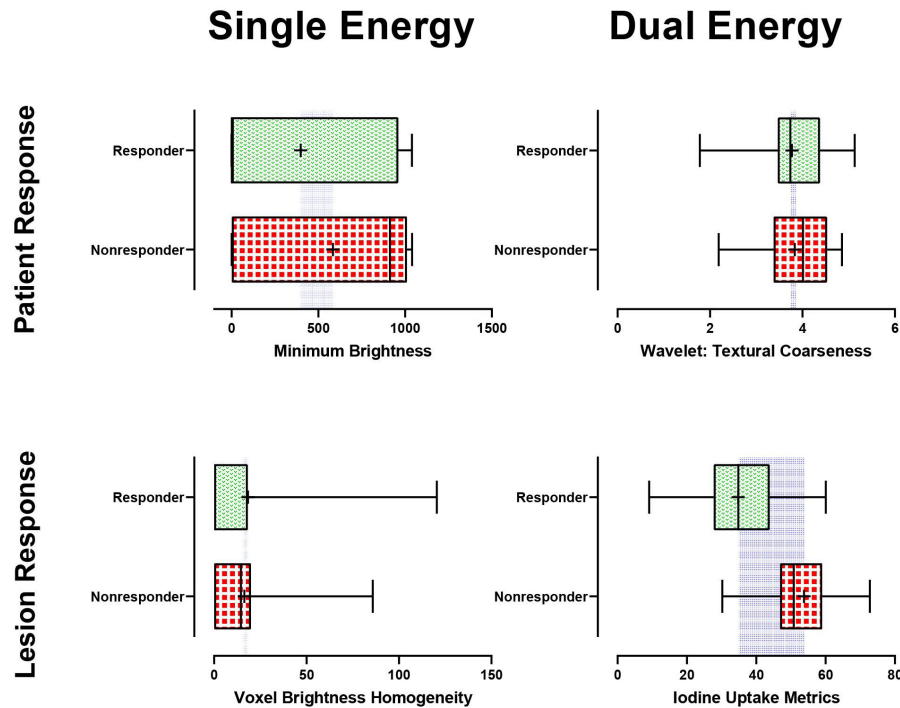 Single Energy
Dual Energy
Patient Response
Responder
Nonresponder
0 500 1000 1500
Minimum Brightness
Responder
Nonresponder
0 2 4 6
Wavelet: Textural Coarseness
Lesion Response
Responder
Nonresponder
0 50 100 150
Voxel Brightness Homogeneity
Responder
Nonresponder
0 20 40 60 80
Iodine Uptake Metrics